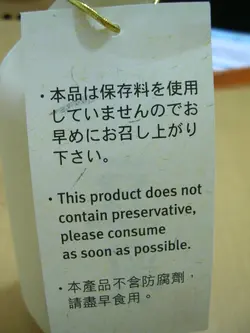 ・本品は保存料を使用
していませんのでお
早めにお召し上がり
下さい。
・This product does not
contain preservative,
please consume
as soon as possible.
・本產品不含防腐劑，
請盡早食用。